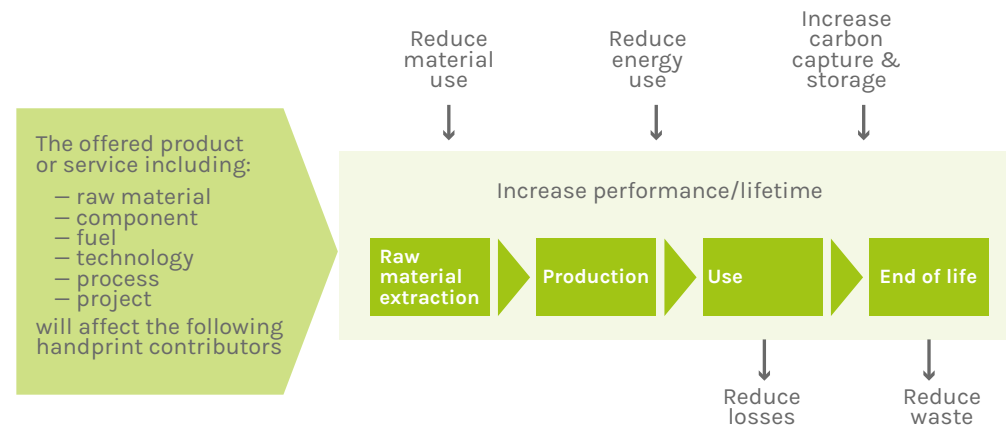 Reduce
material
use
Reduce
energy
use
Increase
carbon
capture &
storage
The offered product
or service including:
– raw material
– component
– fuel
– technology
– process
– project
will affect the following
handprint contributors
Increase performance/lifetime
Raw
material
extraction
Production
Use
End of life
Reduce
losses
Reduce
waste